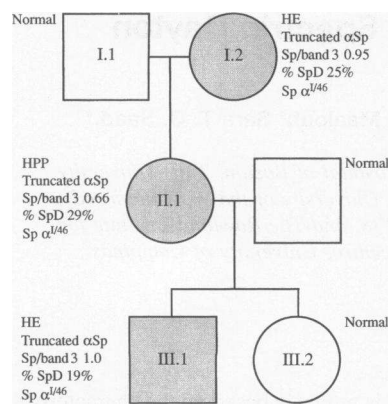 Normal
I.1
I.2
HE
Truncated αSp
Sp/band 3 0.95
% SpD 25%
Sp α^I/46
HPP
Truncated αSp
Sp/band 3 0.66
% SpD 29%
Sp α^I/46
II.1
Normal
HE
Truncated αSp
Sp/band 3 1.0
% SpD 19%
Sp α^I/46
III.1
III.2
Normal